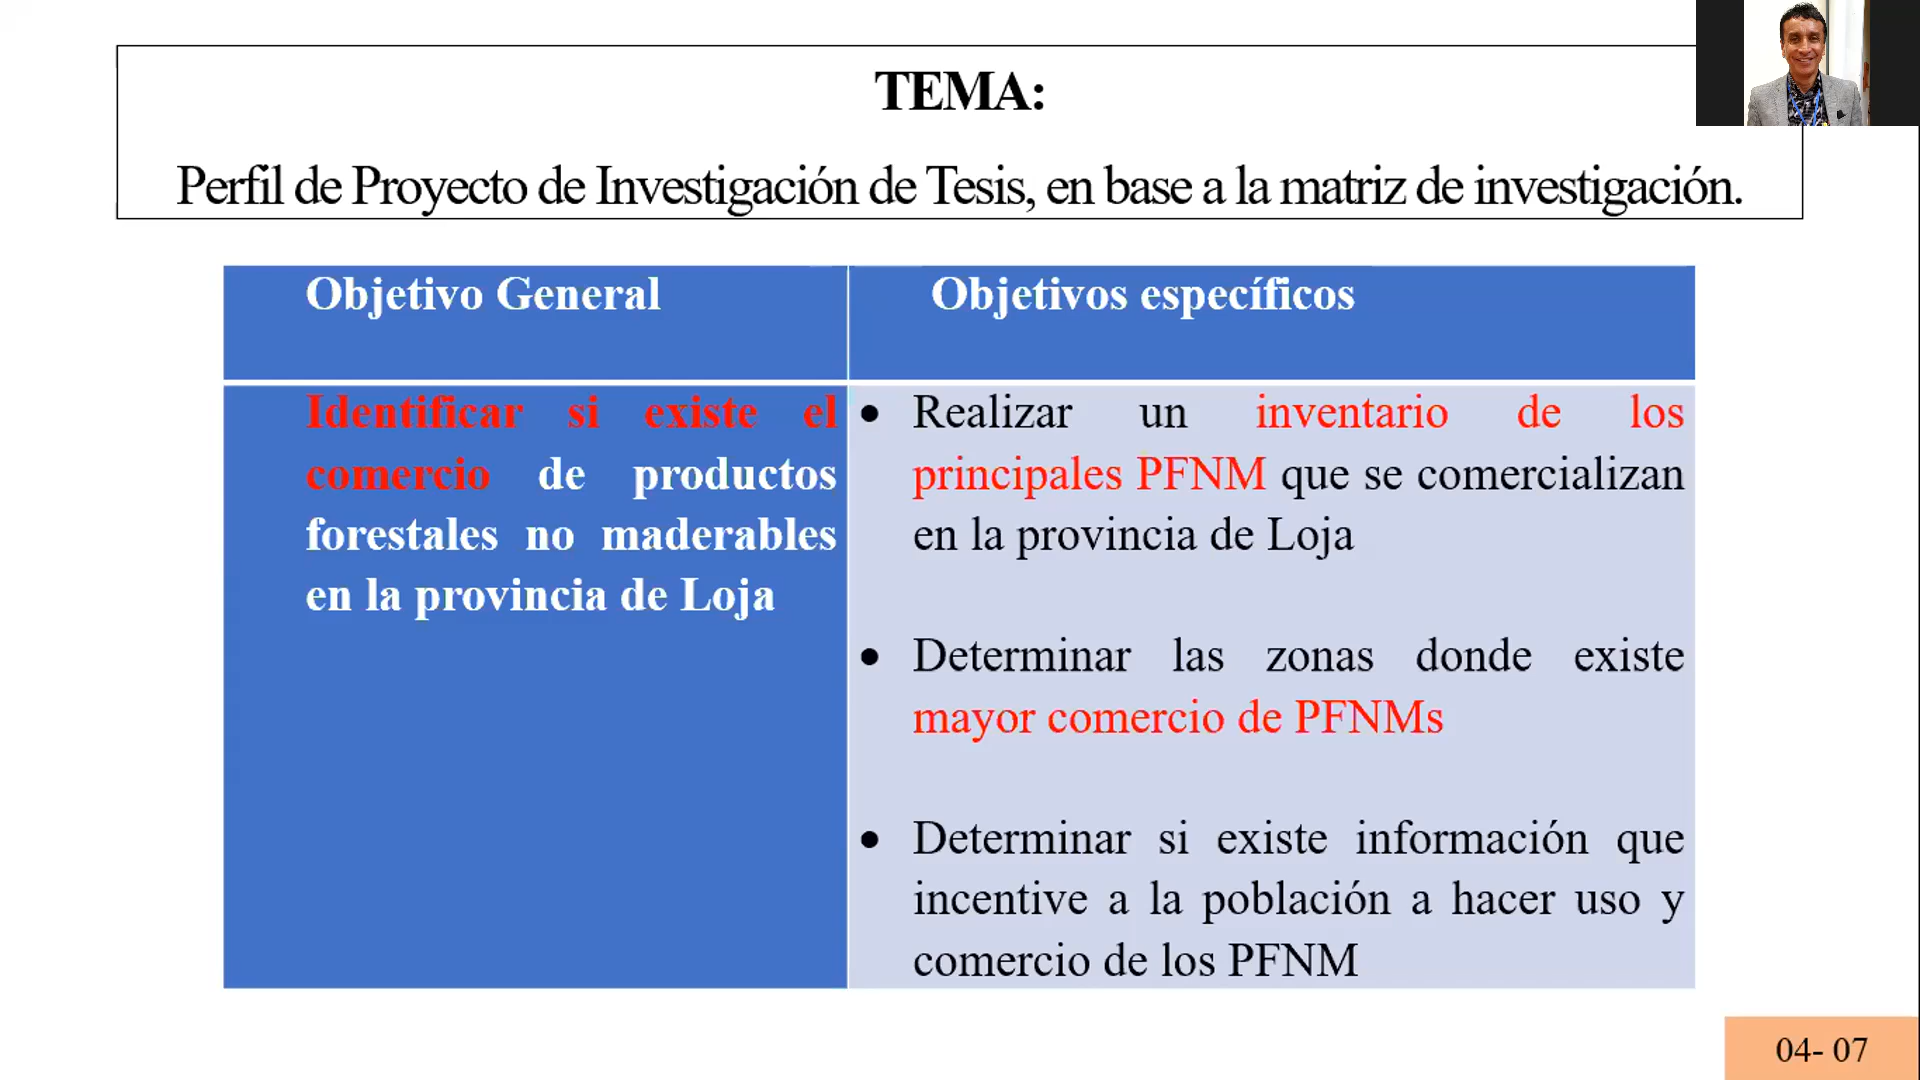 TEMA:
Perfil de Proyecto de Investigación de Tesis, en base a la matriz de investigación.
Objetivo General
Objetivos específicos
Identificar si existe el
comercio de productos
forestales no maderables
en la provincia de Loja
• Realizar un inventario de los
principales PFNM que se comercializan
en la provincia de Loja
• Determinar las zonas donde existe
mayor comercio de PFNMs
• Determinar si existe información que
incentive a la población a hacer uso y
comercio de los PFNM
04- 07